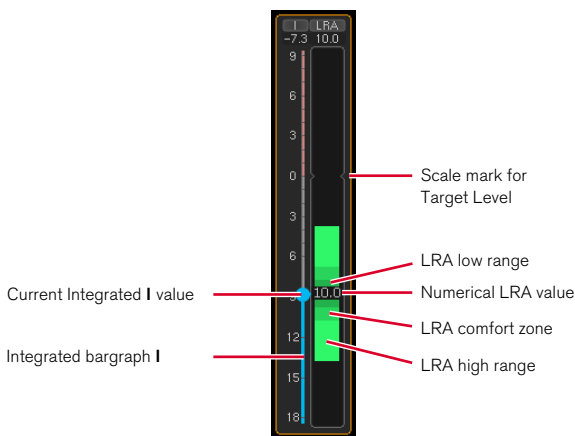 I LRA
−7.3 10.0
9
6
3
0
3
6
9
12
15
18
10.0
Scale mark for
Target Level
LRA low range
Numerical LRA value
LRA comfort zone
LRA high range
Current Integrated I value
Integrated bargraph I